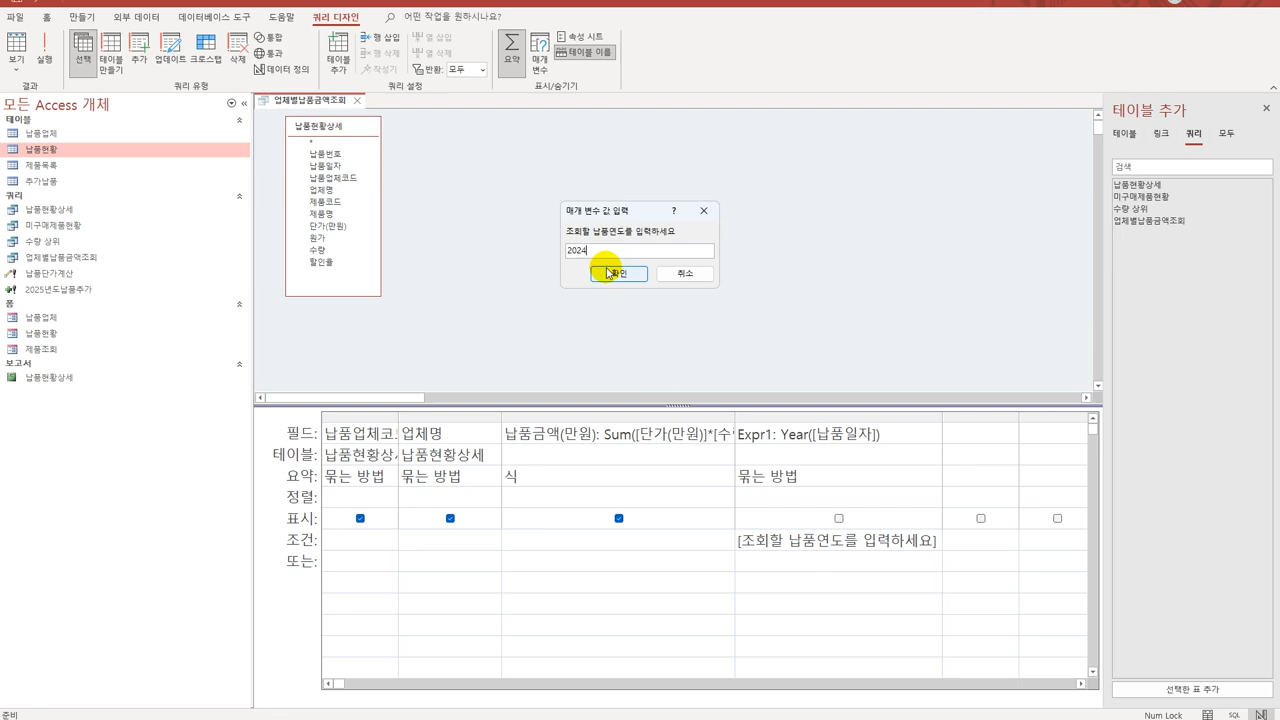 파일 홈 만들기 외부 데이터 데이터베이스 도구 도움말 쿼리 디자인 어떤 작업을 원하시나요?
보기
실행
선택
테이블 만들기
추가
업데이트
크로스탭
삭제
통합
통과
데이터 정의
테이블 추가
행 삽입
행 삭제
작성기
열 삽입
열 삭제
반환: 모두
요약
매개 변수
속성 시트
테이블 이름
결과 쿼리 유형 쿼리 설정 표시/숨기기
모든 Access 개체
테이블
납품업체
납품현황
제품목록
추가납품
쿼리
납품현황상세
미구매제품현황
수량 상위
업체별납품금액조회
납품단가계산
2025년도납품추가
폼
납품업체
납품현황
제품조회
보고서
납품현황상세
업체별납품금액조회
납품현황상세
*
납품번호
납품일자
납품업체코드
업체명
제품코드
제품명
단가(만원)
원가
수량
할인율
매개 변수 값 입력 ?
조회할 납품연도를 입력하세요
2024
확인 취소
필드: 납품업체코 업체명 납품금액(만원): Sum([단가(만원)]*[수 Expr1: Year([납품일자])
테이블: 납품현황상 납품현황상세
요약: 묶는 방법 묶는 방법 식 묶는 방법
정렬:
표시:
조건: [조회할 납품연도를 입력하세요]
또는:
테이블 추가
테이블 링크 쿼리 모두
검색
납품현황상세
미구매제품현황
수량 상위
업체별납품금액조회
선택한 표 추가
준비 Num Lock SQL